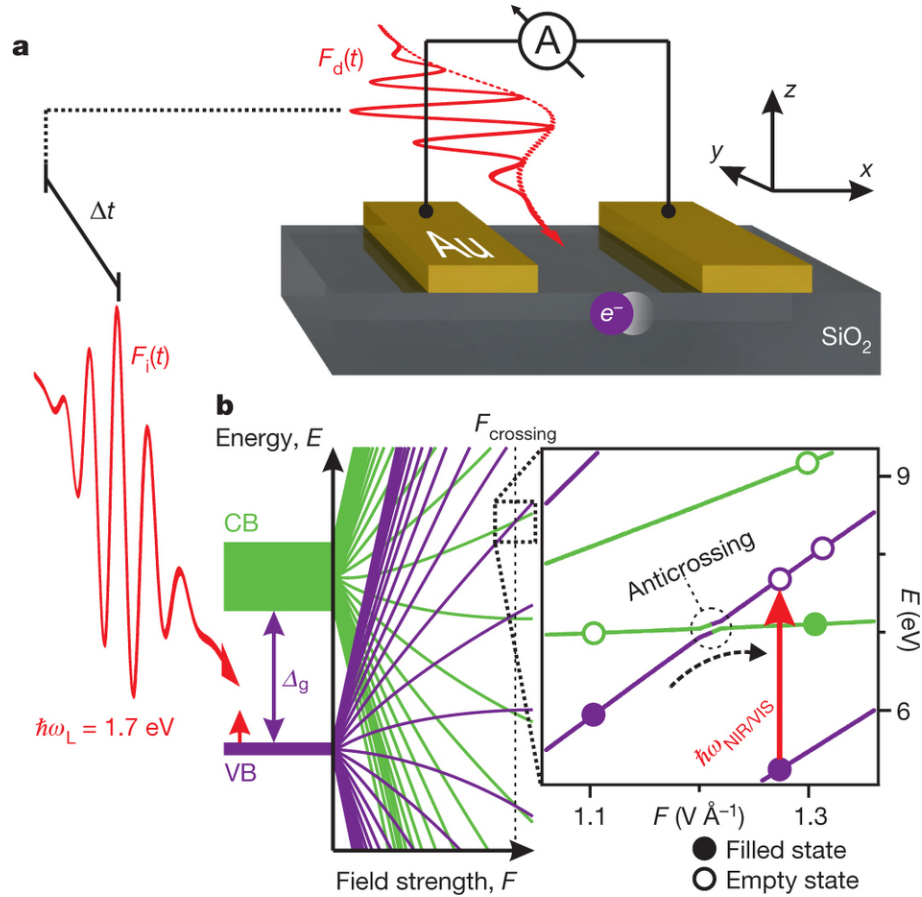 a
F_d(t)
A
z
y
x
Δt
Au
e⁻
SiO₂
F_i(t)
b
Energy, E
F_crossing
CB
Δ_g
VB
ħω_L = 1.7 eV
Field strength, F
Anticrossing
ħω_NIR/VIS
9
E (eV)
6
1.1
F (V Å⁻¹)
1.3
Filled state
Empty state